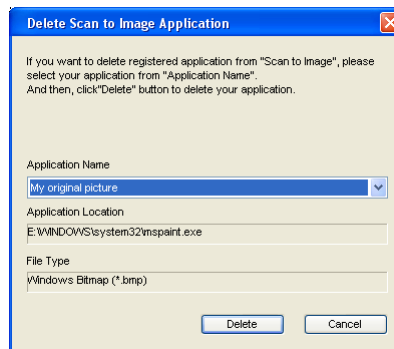 Delete Scan to Image Application
If you want to delete registered application from "Scan to Image", please
select your application from "Application Name".
And then, click"Delete" button to delete your application.
Application Name
My original picture
Application Location
E:\WINDOWS\system32\mspaint.exe
File Type
Windows Bitmap (*.bmp)
Delete
Cancel